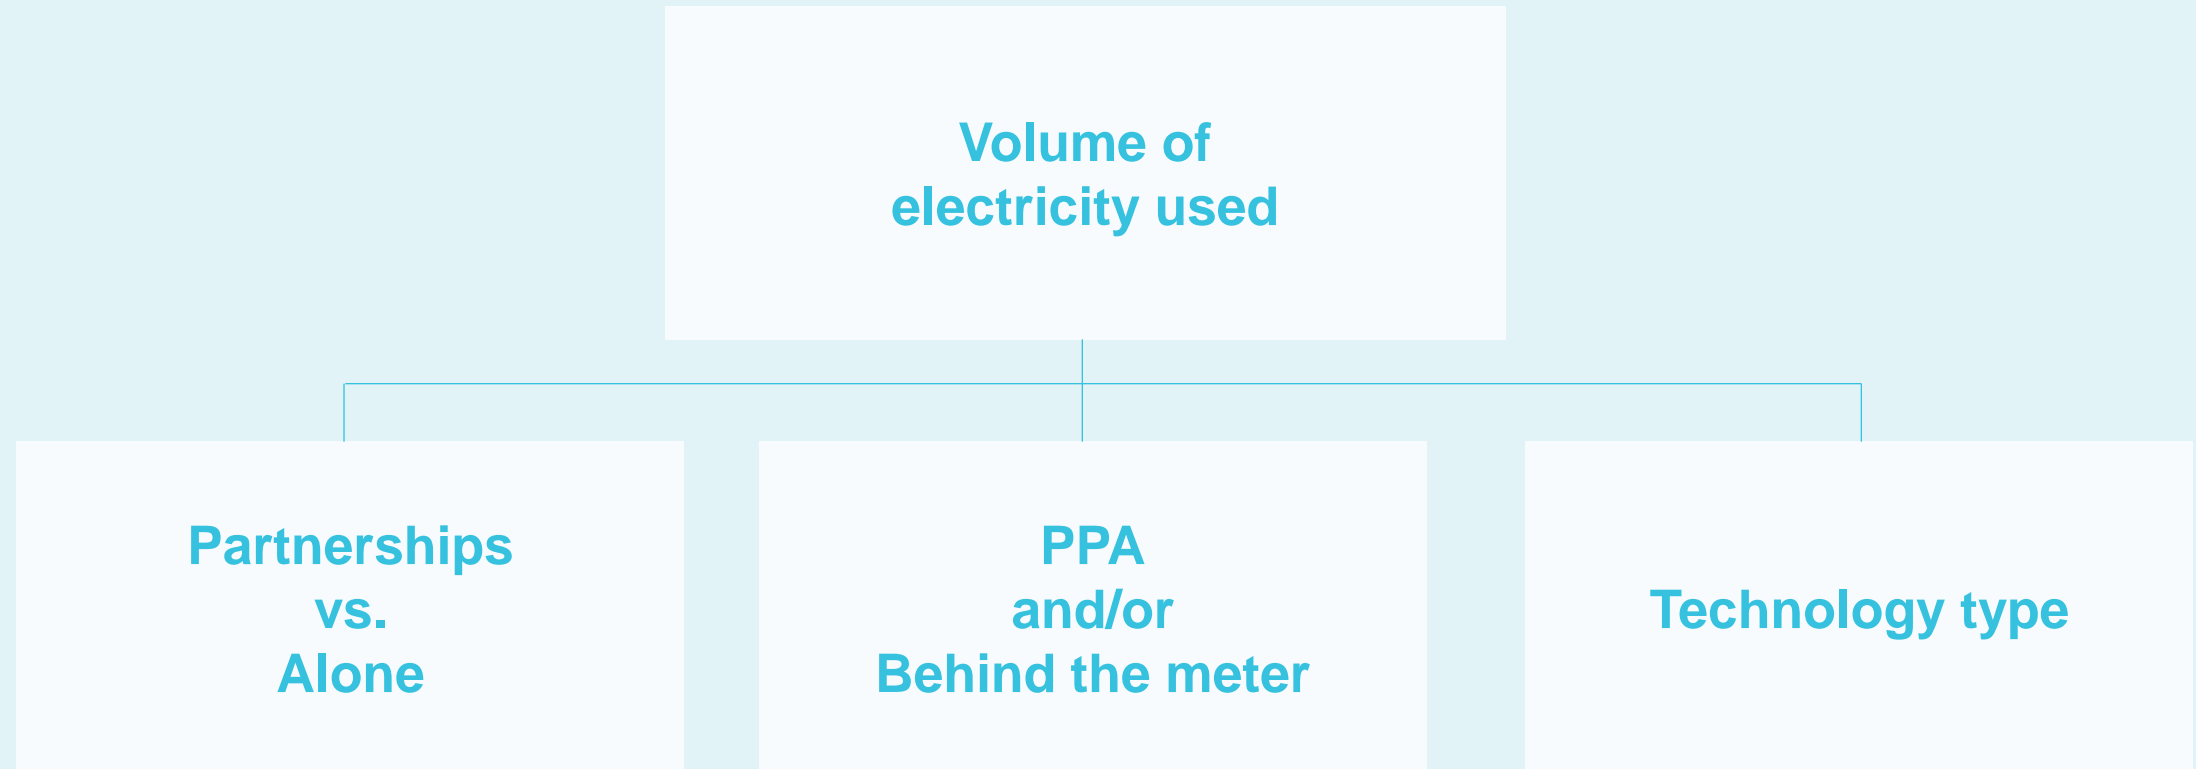 Volume of
electricity used
Partnerships
vs.
Alone
PPA
and/or
Behind the meter
Technology type